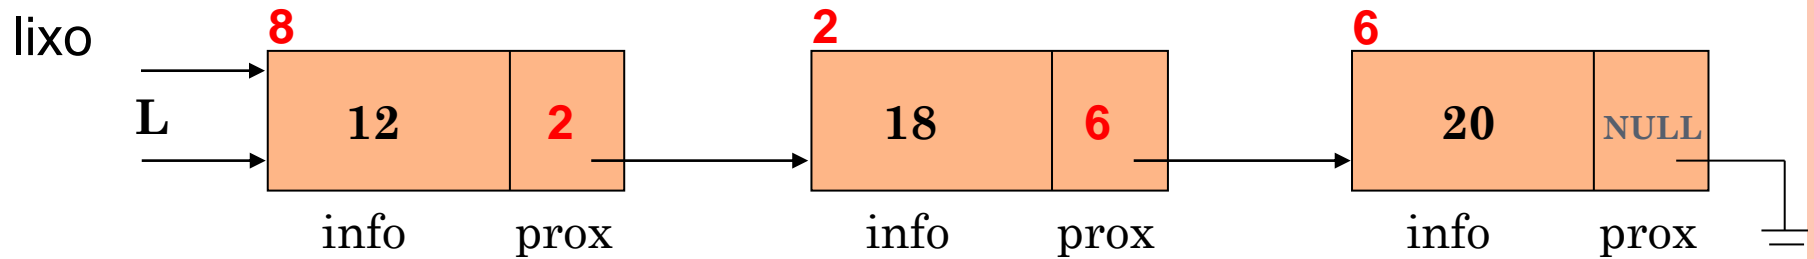 lixo
8 2 6
L 12 2 18 6 20 NULL
info prox info prox info prox